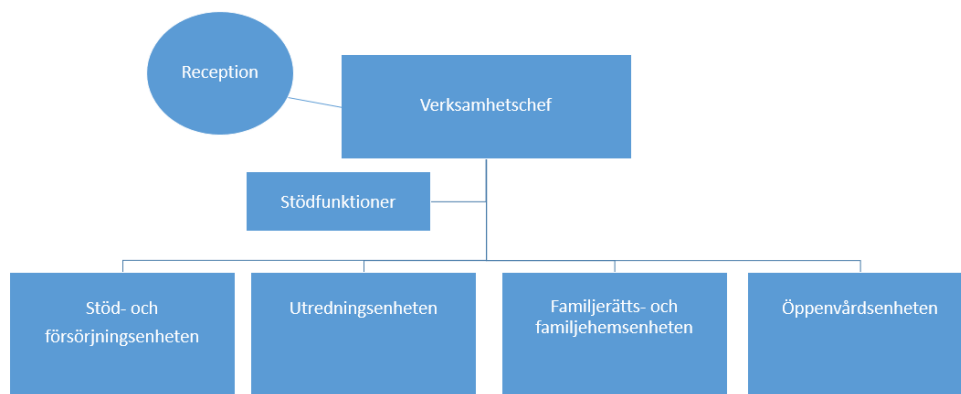 Reception
Verksamhetschef
Stödfunktioner
Stöd- och
försörjningsenheten
Utredningsenheten
Familjerätts- och
familjehemsenheten
Öppenvårdsenheten